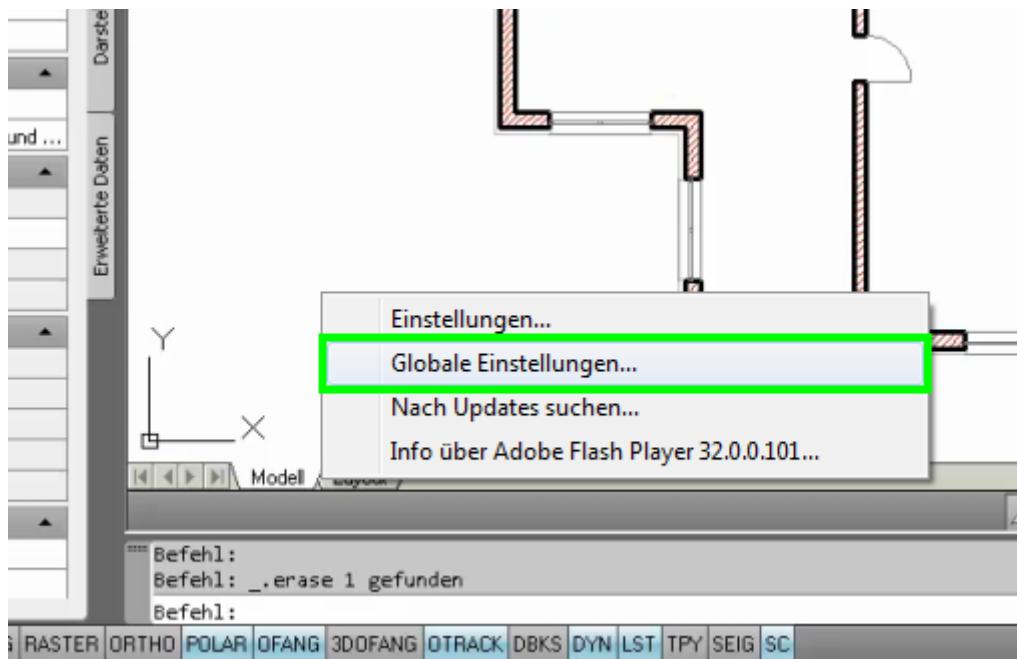 Darste
und ...
Erweiterte Daten
Y
X
Einstellungen...
Globale Einstellungen...
Nach Updates suchen...
Info über Adobe Flash Player 32.0.0.101...
Modell
Befehl:
Befehl: _.erase 1 gefunden
Befehl:
RASTER ORTHO POLAR OFANG 3DOFANG OTRACK DBKS DYN LST TPY SEIG SC